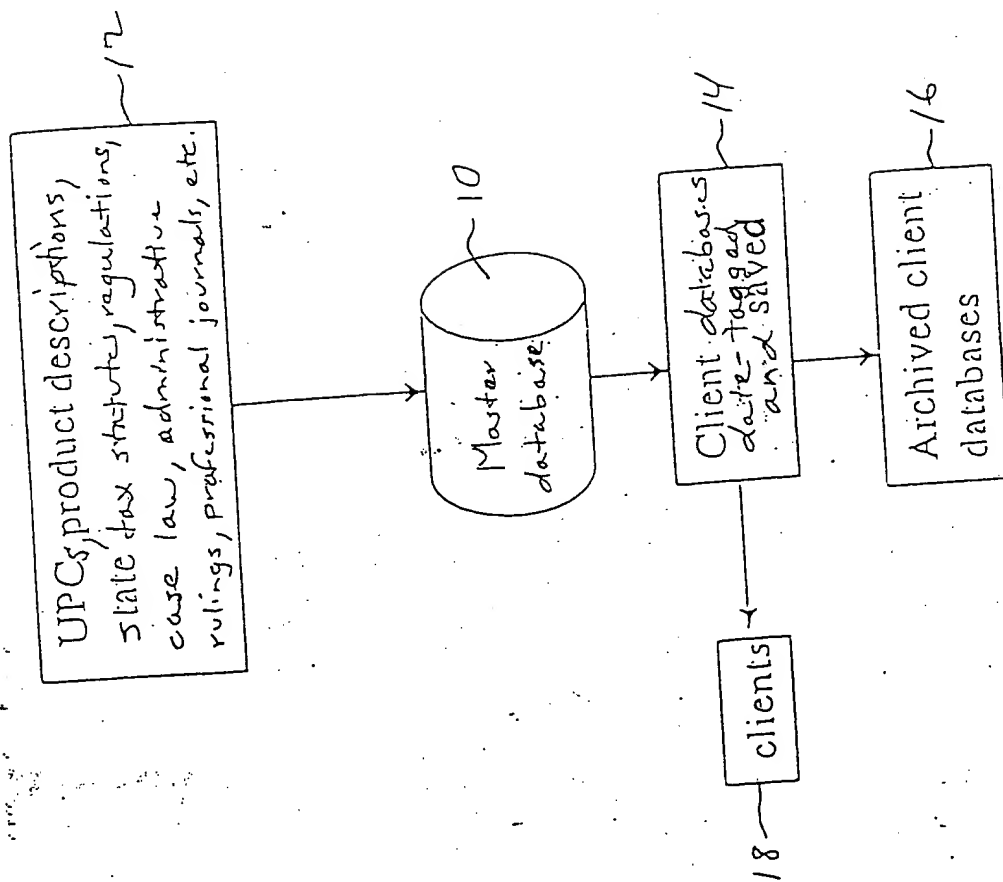 UPCs, product descriptions,
state tax statutes, regulations,
case law, administrative
rulings, professional journals, etc.
12
10
Master
database
Client databases
date-tagged
and saved
14
clients
18
Archived client
databases
16